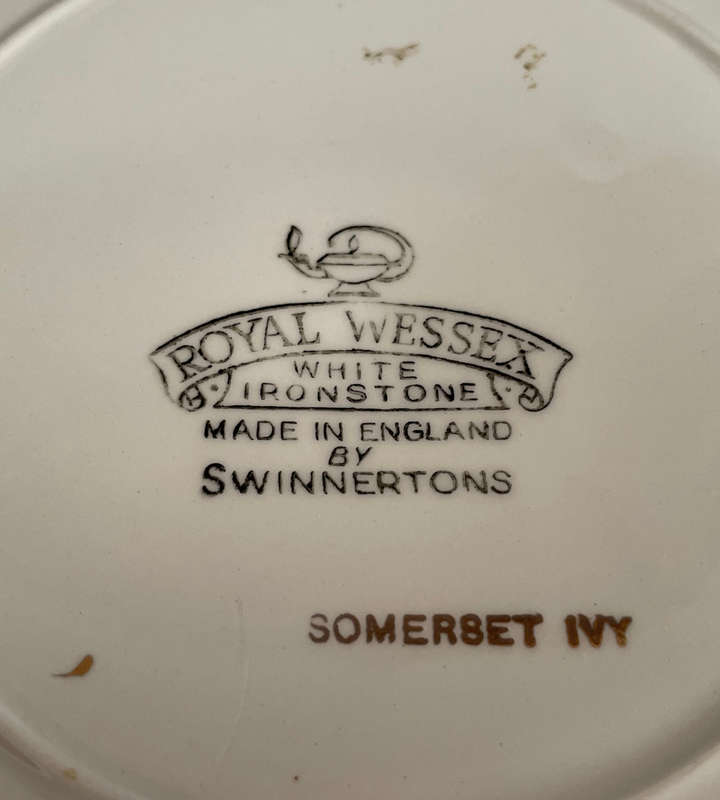 ROYAL WESSEX
WHITE
IRONSTONE
MADE IN ENGLAND
BY
SWINNERTONS
SOMERSET IVY